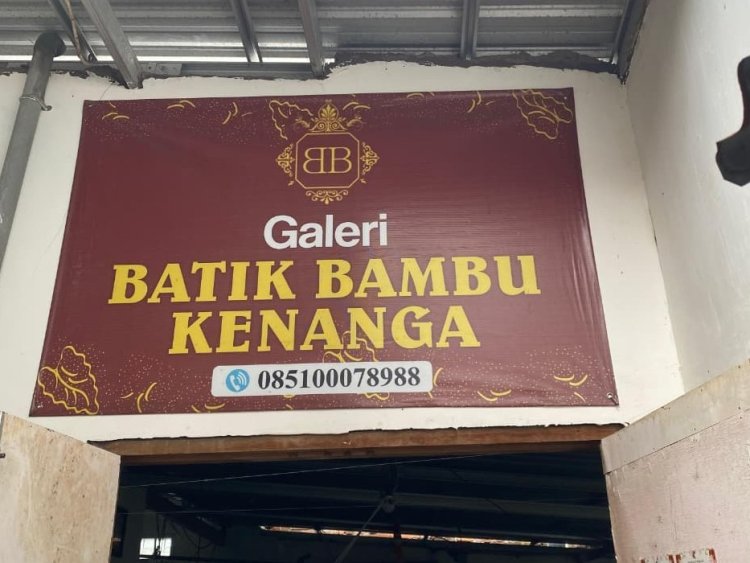 BB
Galeri
BATIK BAMBU
KENANGA
085100078988